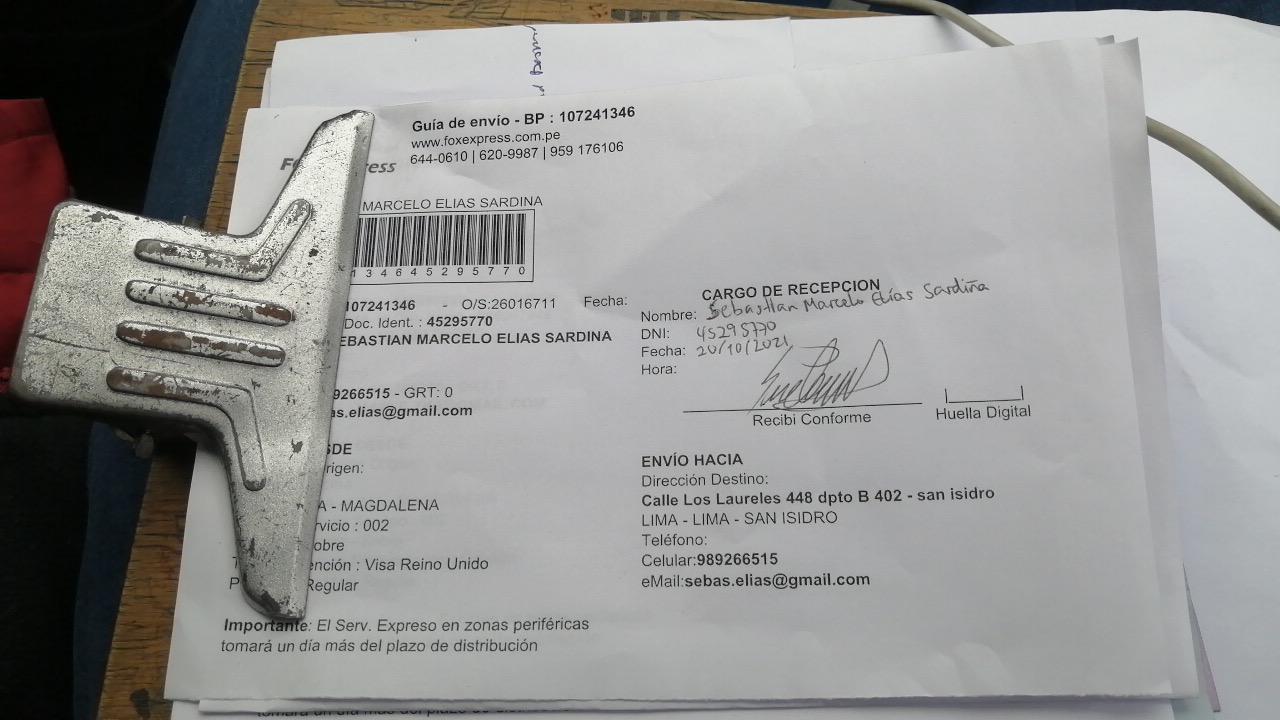 Guía de envío - BP : 107241346
www.foxexpress.com.pe
644-0610 | 620-9987 | 959 176106
MARCELO ELIAS SARDINA
1 3 4 6 4 5 2 9 5 7 7 0
107241346 - O/S:26016711 Fecha:
Doc. Ident. : 45295770
EBASTIAN MARCELO ELIAS SARDINA
9266515 - GRT: 0
as.elias@gmail.com
SDE
rigen:
A - MAGDALENA
rvicio : 002
obre
ención : Visa Reino Unido
Regular
Importante: El Serv. Expreso en zonas periféricas
tomará un día más del plazo de distribución
CARGO DE RECEPCION
Nombre: Sebastian Marcelo Elías Sardiña
DNI: 45295770
Fecha: 20/10/2021
Hora:
Recibi Conforme
Huella Digital
ENVÍO HACIA
Dirección Destino:
Calle Los Laureles 448 dpto B 402 - san isidro
LIMA - LIMA - SAN ISIDRO
Teléfono:
Celular:989266515
eMail:sebas.elias@gmail.com